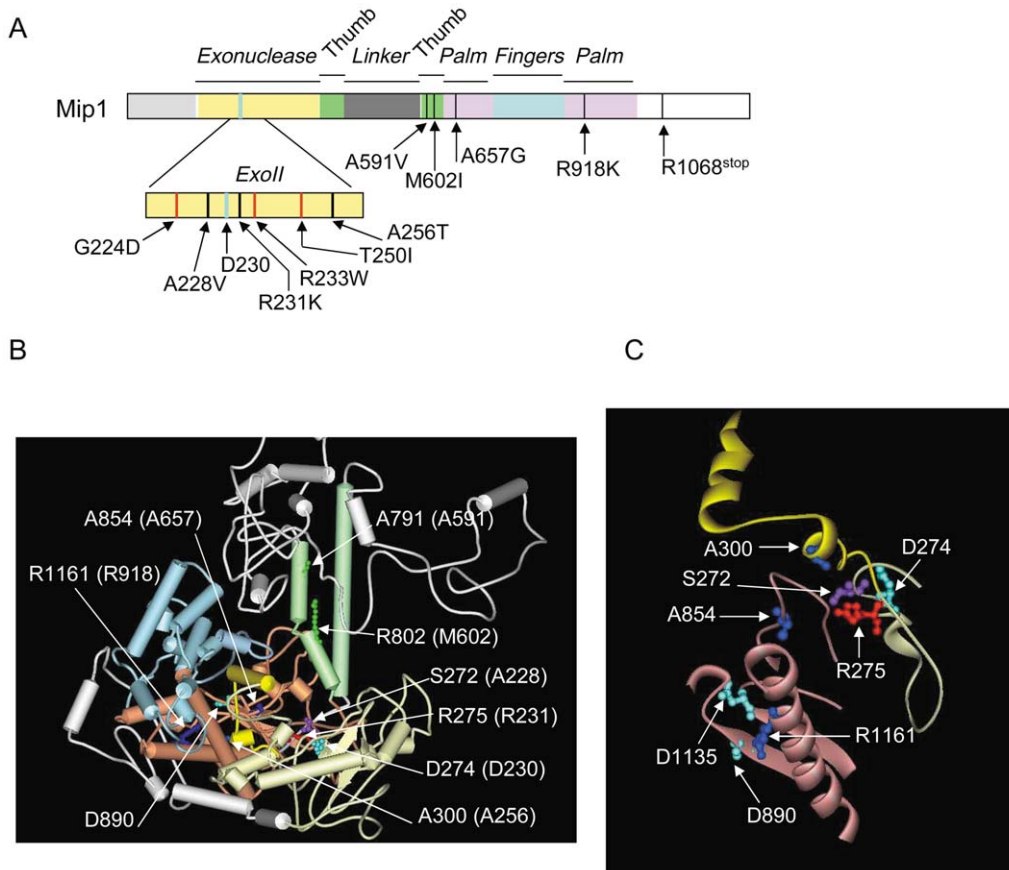 A
Exonuclease Thumb Linker Thumb Palm Fingers Palm
Mip1
A591V
M602I
A657G
R918K
R1068stop
ExoII
G224D
A228V
D230
R231K
R233W
T250I
A256T
B
A854 (A657)
R1161 (R918)
A791 (A591)
R802 (M602)
S272 (A228)
R275 (R231)
D274 (D230)
A300 (A256)
D890
C
A300
D274
S272
A854
R275
D1135
R1161
D890